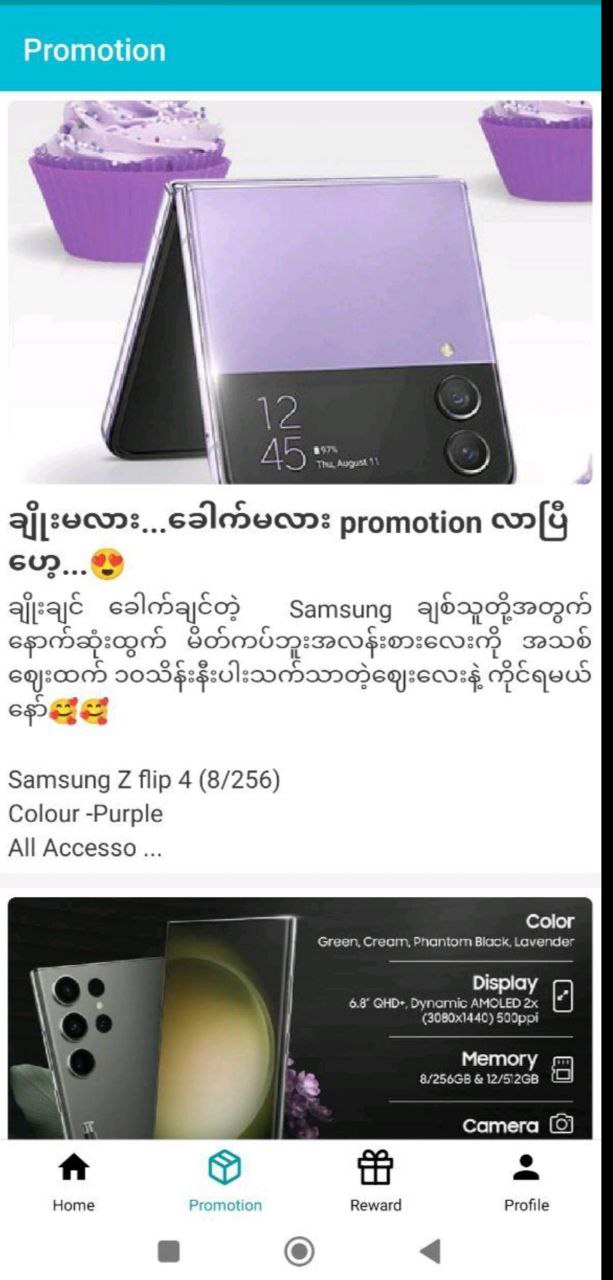 Promotion
12
45
97%
Thu, August 11
ချိုးမလား...ခေါက်မလား promotion လာပြီ
ဟေ့...😍
ချိုးချင် ခေါက်ချင်တဲ့ Samsung ချစ်သူတို့အတွက်
နောက်ဆုံးထွက် မိတ်ကပ်ဘူးအလန်းစားလေးကို အသစ်
ဈေးထက် ၁၀သိန်းနီးပါးသက်သာတဲ့ဈေးလေးနဲ့ ကိုင်ရမယ်
နော်🥰🥰
Samsung Z flip 4 (8/256)
Colour -Purple
All Accesso ...
Color
Green, Cream, Phantom Black, Lavender
Display
6.8" QHD+, Dynamic AMOLED 2x
(3080x1440) 500ppi
Memory
8/256GB & 12/512GB
Camera
Home
Promotion
Reward
Profile